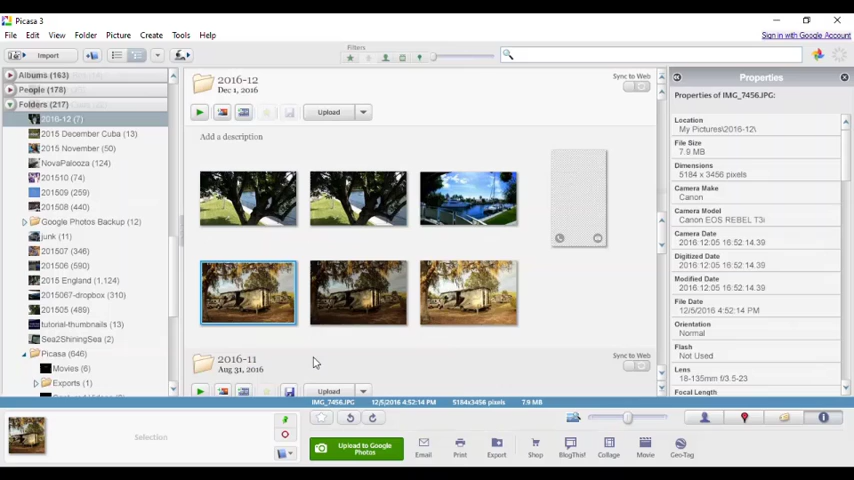 Picasa 3
File Edit View Folder Picture Create Tools Help
Sign in with Google Account
Import
Filters
Albums (163)
People (178)
Folders (217)
2016-12 (7)
2015 December Cuba (13)
2015 November (50)
NovaPalooza (124)
201510 (74)
201509 (259)
201508 (440)
Google Photos Backup (12)
junk (11)
201507 (346)
201506 (590)
2015 England (1,124)
2015067-dropbox (310)
201505 (489)
tutorial-thumbnails (13)
Sea2ShiningSea (2)
Picasa (646)
Movies (6)
Exports (1)
2016-12
Dec 1, 2016
Sync to Web
Upload
Add a description
2016-11
Aug 31, 2016
Sync to Web
Upload
Properties
Properties of IMG_7456.JPG:
Location
My Pictures\2016-12\
File Size
7.9 MB
Dimensions
5184 x 3456 pixels
Camera Make
Canon
Camera Model
Canon EOS REBEL T3i
Camera Date
2016:12:05 16:52:14.39
Digitized Date
2016:12:05 16:52:14.39
Modified Date
2016:12:05 16:52:14.39
File Date
12/5/2016 4:52:14 PM
Orientation
Normal
Flash
Not Used
Lens
18-135mm f/3.5-23
Focal Length
IMG_7456.JPG 12/5/2016 4:52:14 PM 5184x3456 pixels 7.9 MB
Selection
Upload to Google Photos
Email
Print
Export
Shop
BlogThis!
Collage
Movie
Geo-Tag